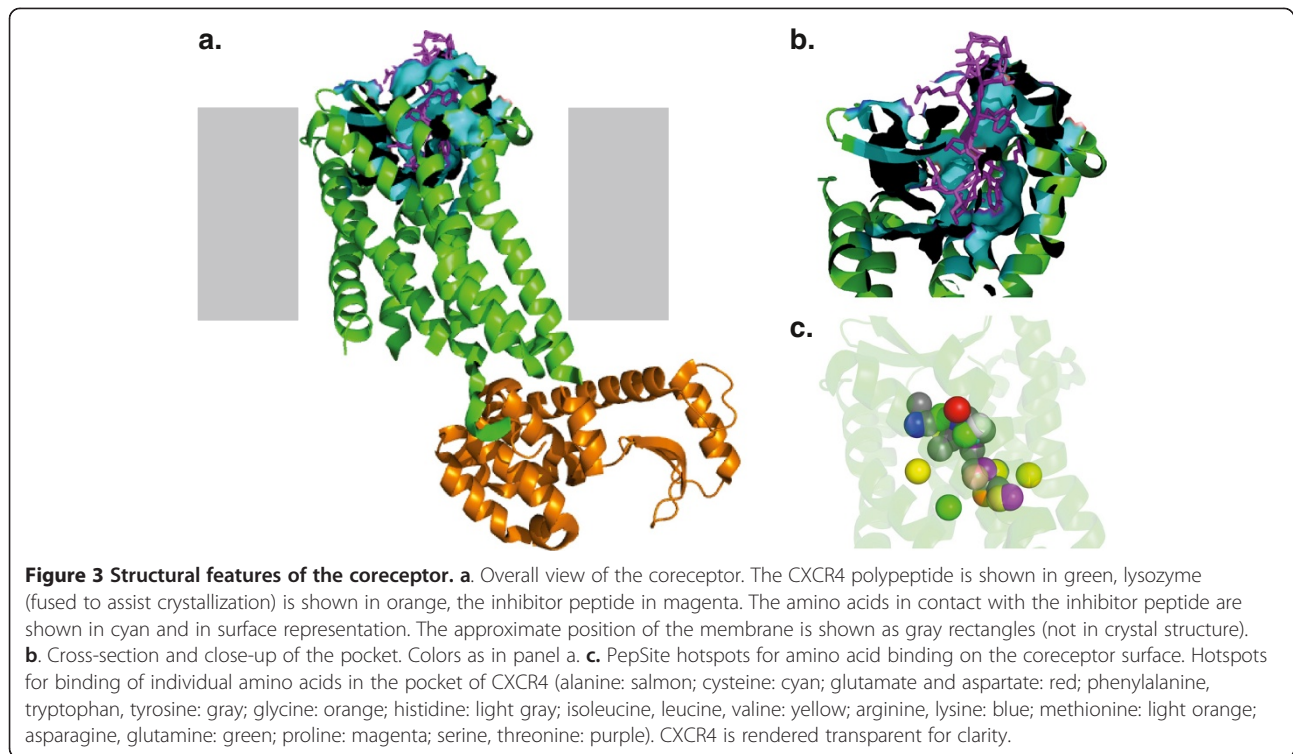 a.
b.
c.
Figure 3 Structural features of the coreceptor. a. Overall view of the coreceptor. The CXCR4 polypeptide is shown in green, lysozyme
(fused to assist crystallization) is shown in orange, the inhibitor peptide in magenta. The amino acids in contact with the inhibitor peptide are
shown in cyan and in surface representation. The approximate position of the membrane is shown as gray rectangles (not in crystal structure).
b. Cross-section and close-up of the pocket. Colors as in panel a. c. PepSite hotspots for amino acid binding on the coreceptor surface. Hotspots
for binding of individual amino acids in the pocket of CXCR4 (alanine: salmon; cysteine: cyan; glutamate and aspartate: red; phenylalanine,
tryptophan, tyrosine: gray; glycine: orange; histidine: light gray; isoleucine, leucine, valine: yellow; arginine, lysine: blue; methionine: light orange;
asparagine, glutamine: green; proline: magenta; serine, threonine: purple). CXCR4 is rendered transparent for clarity.